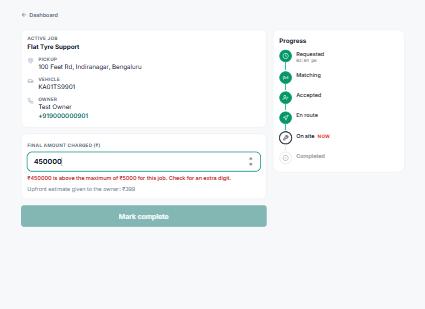 ← Dashboard
ACTIVE JOB
Flat Tyre Support
PICKUP
100 Feet Rd, Indiranagar, Bengaluru
VEHICLE
KA01TS9901
OWNER
Test Owner
+919000000901
FINAL AMOUNT CHARGED (₹)
450000
₹450000 is above the maximum of ₹5000 for this job. Check for an extra digit.
Upfront estimate given to the owner: ₹399
Mark complete
Progress
Requested
Matching
Accepted
En route
On site NOW
Completed